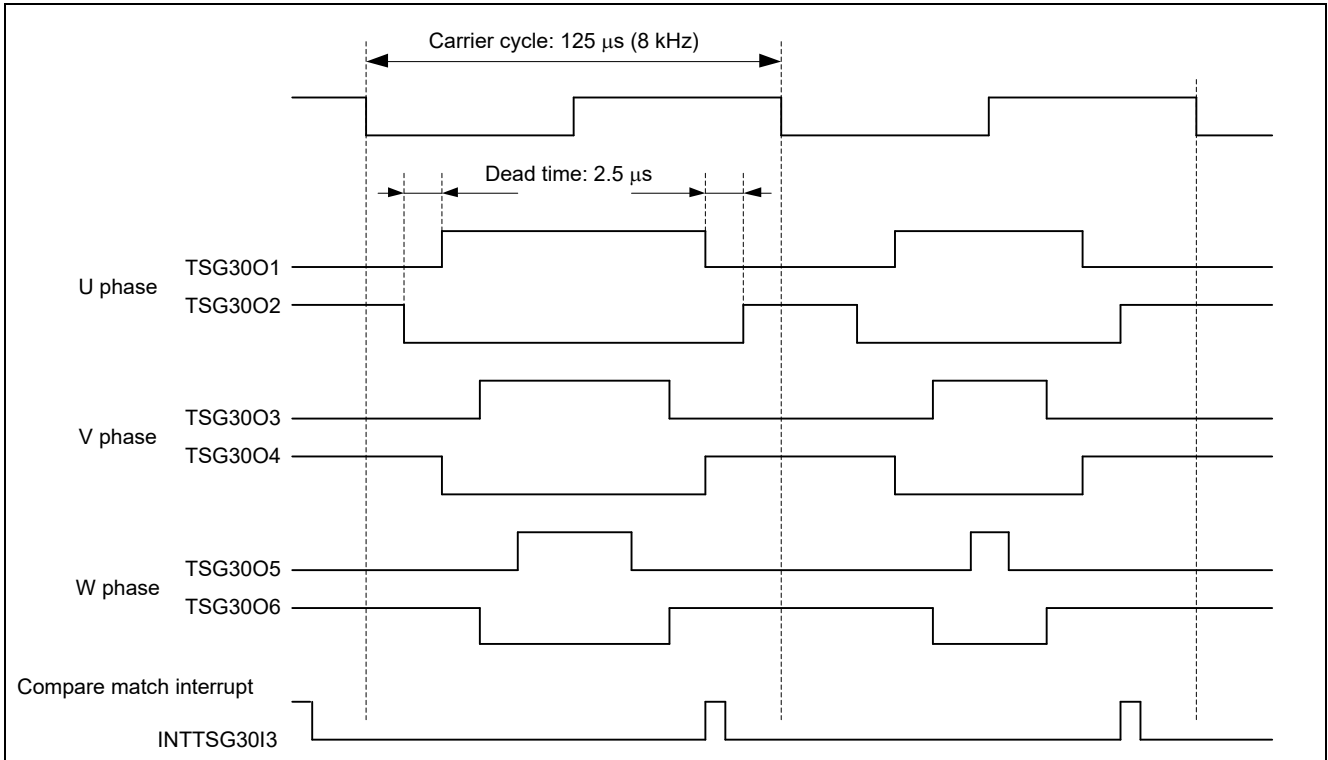 Carrier cycle: 125 μs (8 kHz)
Dead time: 2.5 μs
U phase
TSG30O1
TSG30O2
V phase
TSG30O3
TSG30O4
W phase
TSG30O5
TSG30O6
Compare match interrupt
INTTSG30I3